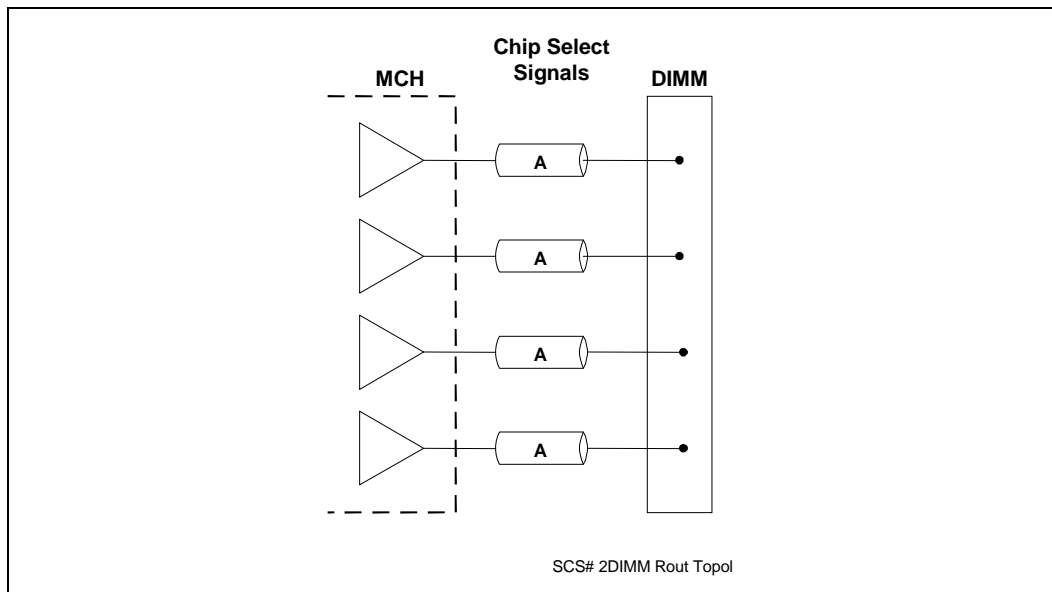 Chip Select
Signals
MCH
DIMM
A
A
A
A
SCS# 2DIMM Rout Topol